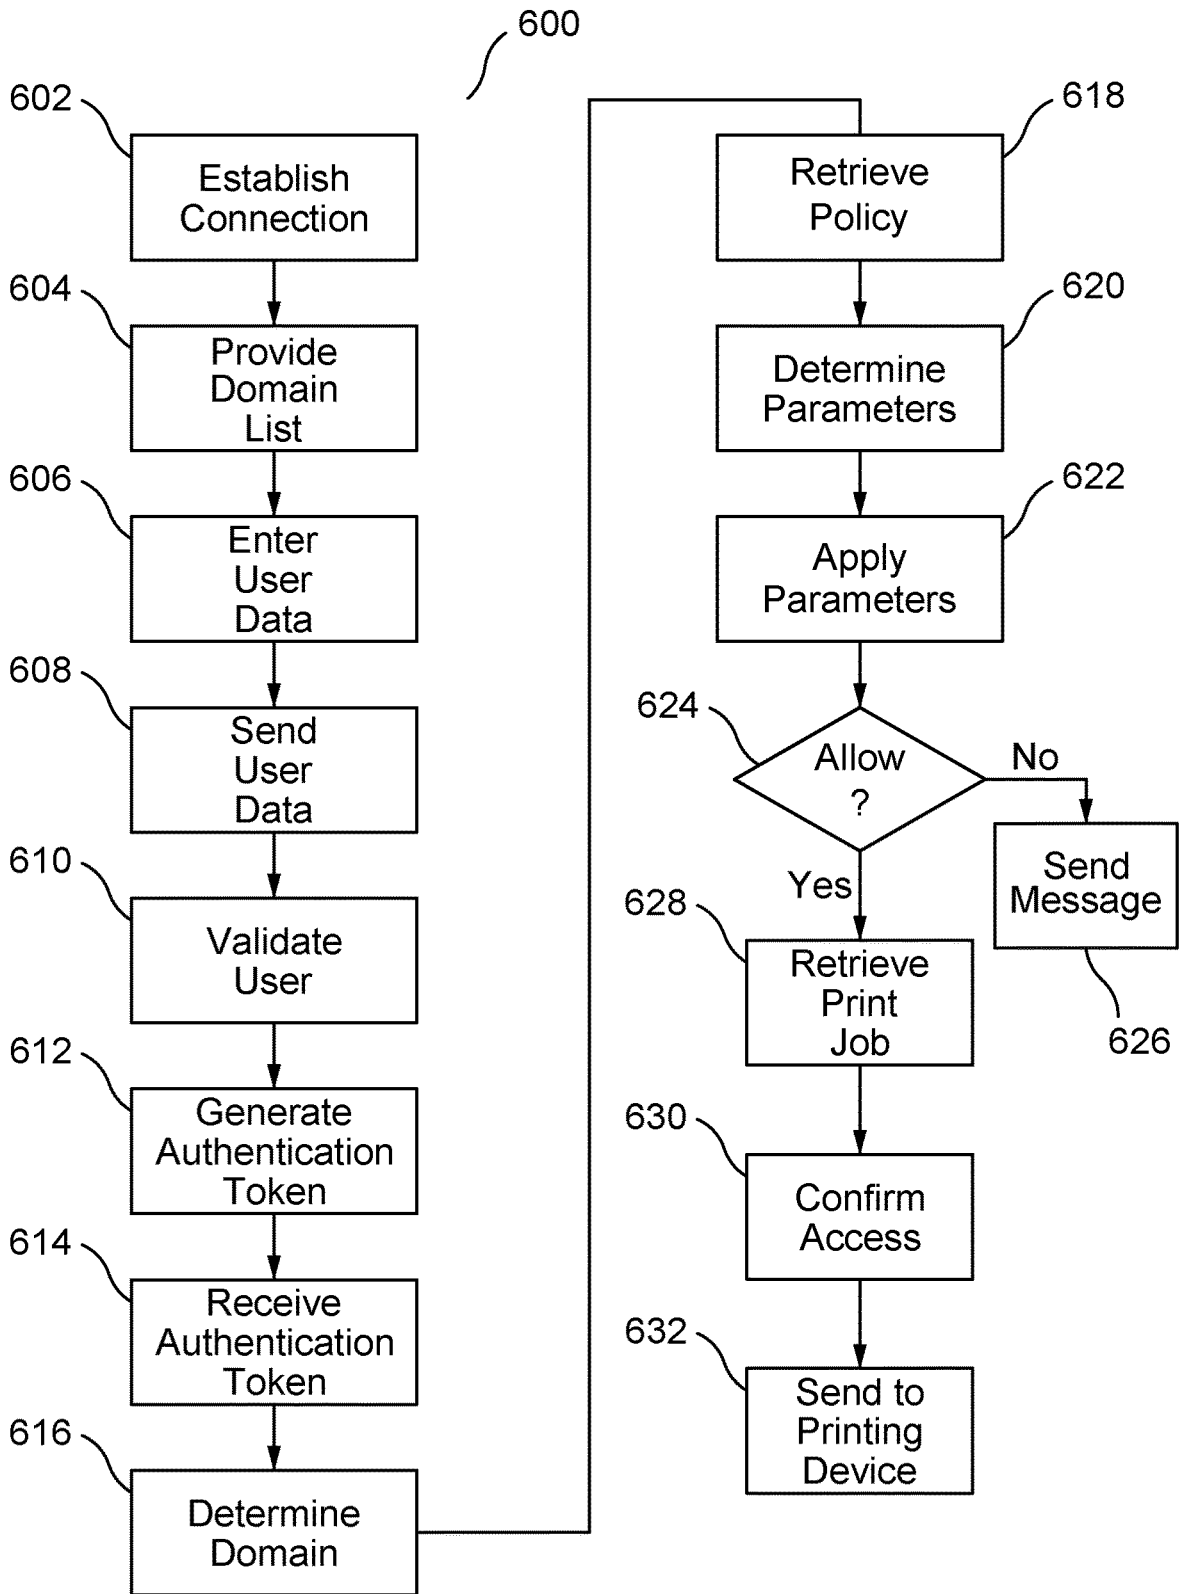 600
602
Establish
Connection
604
Provide
Domain
List
606
Enter
User
Data
608
Send
User
Data
610
Validate
User
612
Generate
Authentication
Token
614
Receive
Authentication
Token
616
Determine
Domain
618
Retrieve
Policy
620
Determine
Parameters
622
Apply
Parameters
624
Allow
?
No
Yes
Send
Message
626
628
Retrieve
Print
Job
630
Confirm
Access
632
Send to
Printing
Device